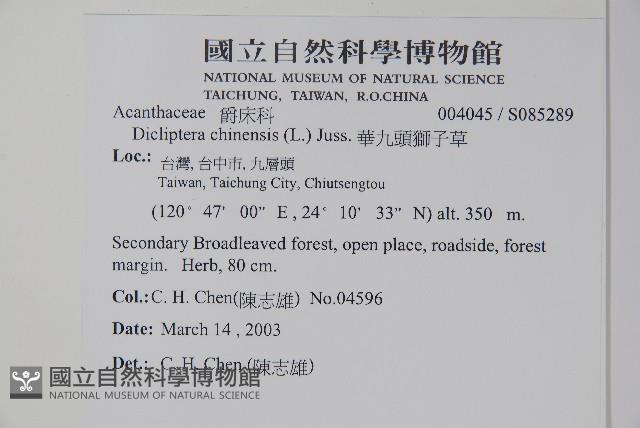 國立自然科學博物館
NATIONAL MUSEUM OF NATURAL SCIENCE
TAICHUNG, TAIWAN, R.O.CHINA
Acanthaceae 爵床科 004045 / S085289
Dicliptera chinensis (L.) Juss. 華九頭獅子草
Loc.: 台灣, 台中市, 九層頭
Taiwan, Taichung City, Chiutsengtou
(120° 47' 00" E , 24° 10' 33" N) alt. 350 m.
Secondary Broadleaved forest, open place, roadside, forest
margin. Herb, 80 cm.
Col.: C. H. Chen(陳志雄) No.04596
Date: March 14 , 2003
Det.: C. H. Chen (陳志雄)
國立自然科學博物館
NATIONAL MUSEUM OF NATURAL SCIENCE